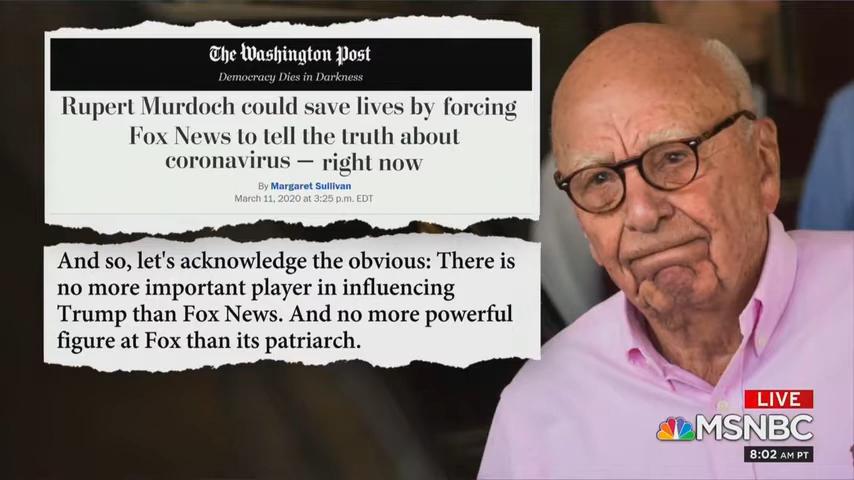 The Washington Post
Democracy Dies in Darkness
Rupert Murdoch could save lives by forcing
Fox News to tell the truth about
coronavirus — right now
By Margaret Sullivan
March 11, 2020 at 3:25 p.m. EDT
And so, let's acknowledge the obvious: There is
no more important player in influencing
Trump than Fox News. And no more powerful
figure at Fox than its patriarch.
LIVE
MSNBC
8:02 AM PT